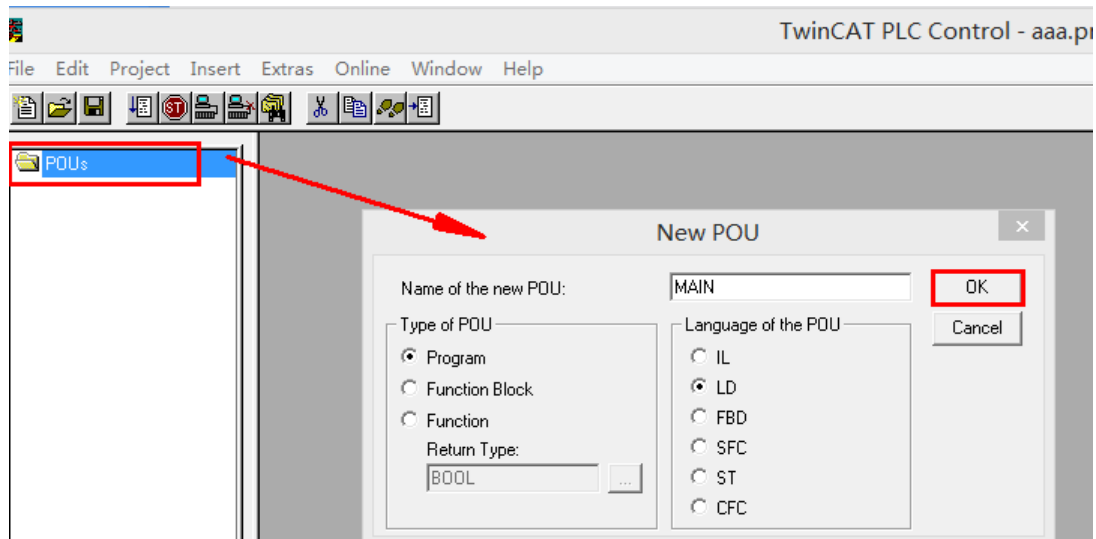 TwinCAT PLC Control - aaa.pr
File Edit Project Insert Extras Online Window Help
ST
POUs
New POU
Name of the new POU:
MAIN
OK
Type of POU
Language of the POU
Cancel
Program
IL
Function Block
LD
Function
FBD
Return Type:
SFC
BOOL
...
ST
CFC